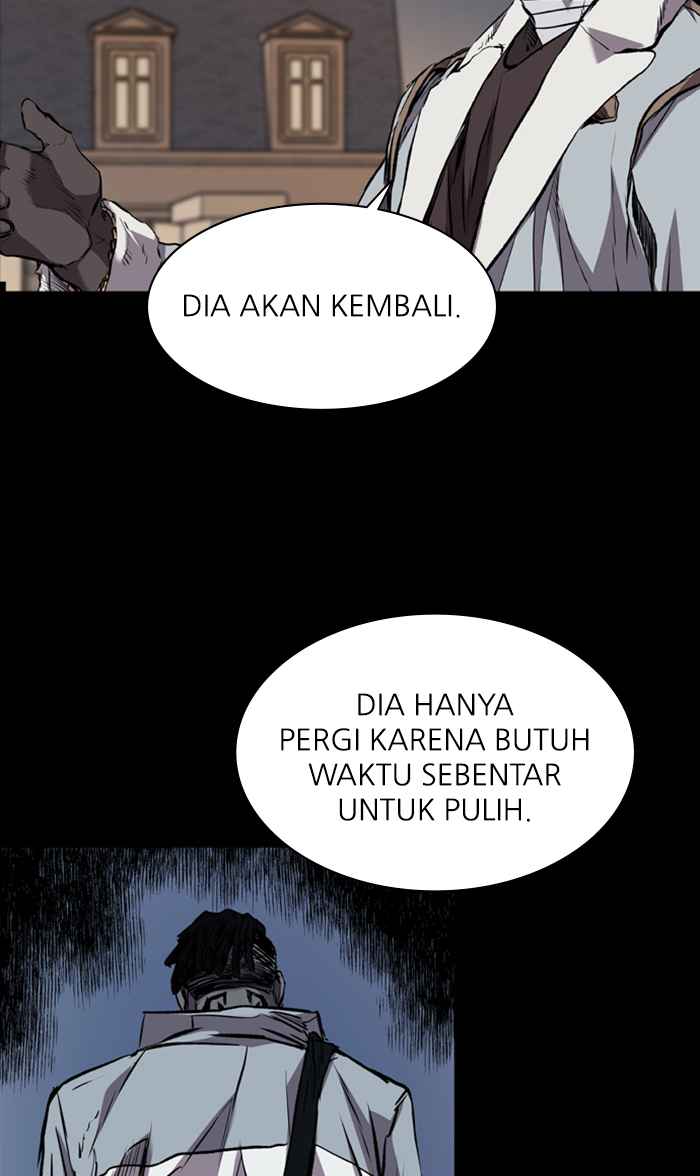 DIA AKAN KEMBALI.
DIA HANYA
PERGI KARENA BUTUH
WAKTU SEBENTAR
UNTUK PULIH.